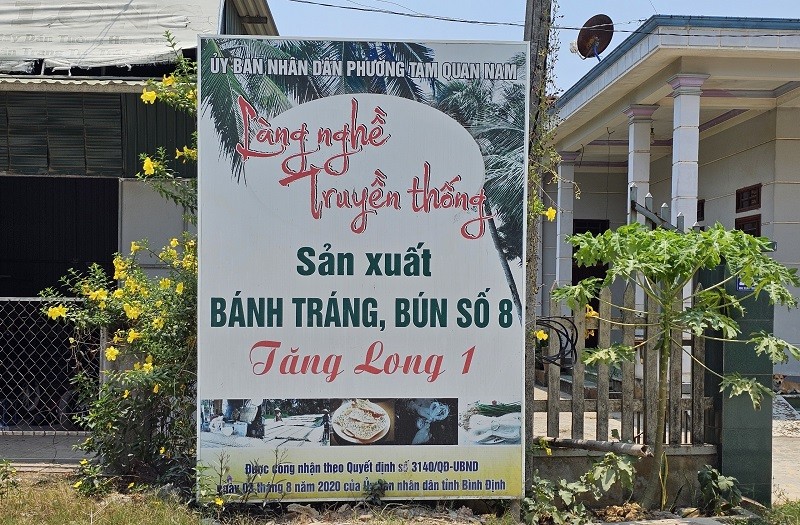 ỦY BAN NHÂN DÂN PHƯỜNG TAM QUAN NAM
Làng nghề
Truyền thống
Sản xuất
BÁNH TRÁNG, BÚN SỐ 8
Tăng Long 1
Được công nhận theo Quyết định số 3140/QĐ-UBND
ngày 03 tháng 8 năm 2020 của Ủy ban nhân dân tỉnh Bình Định